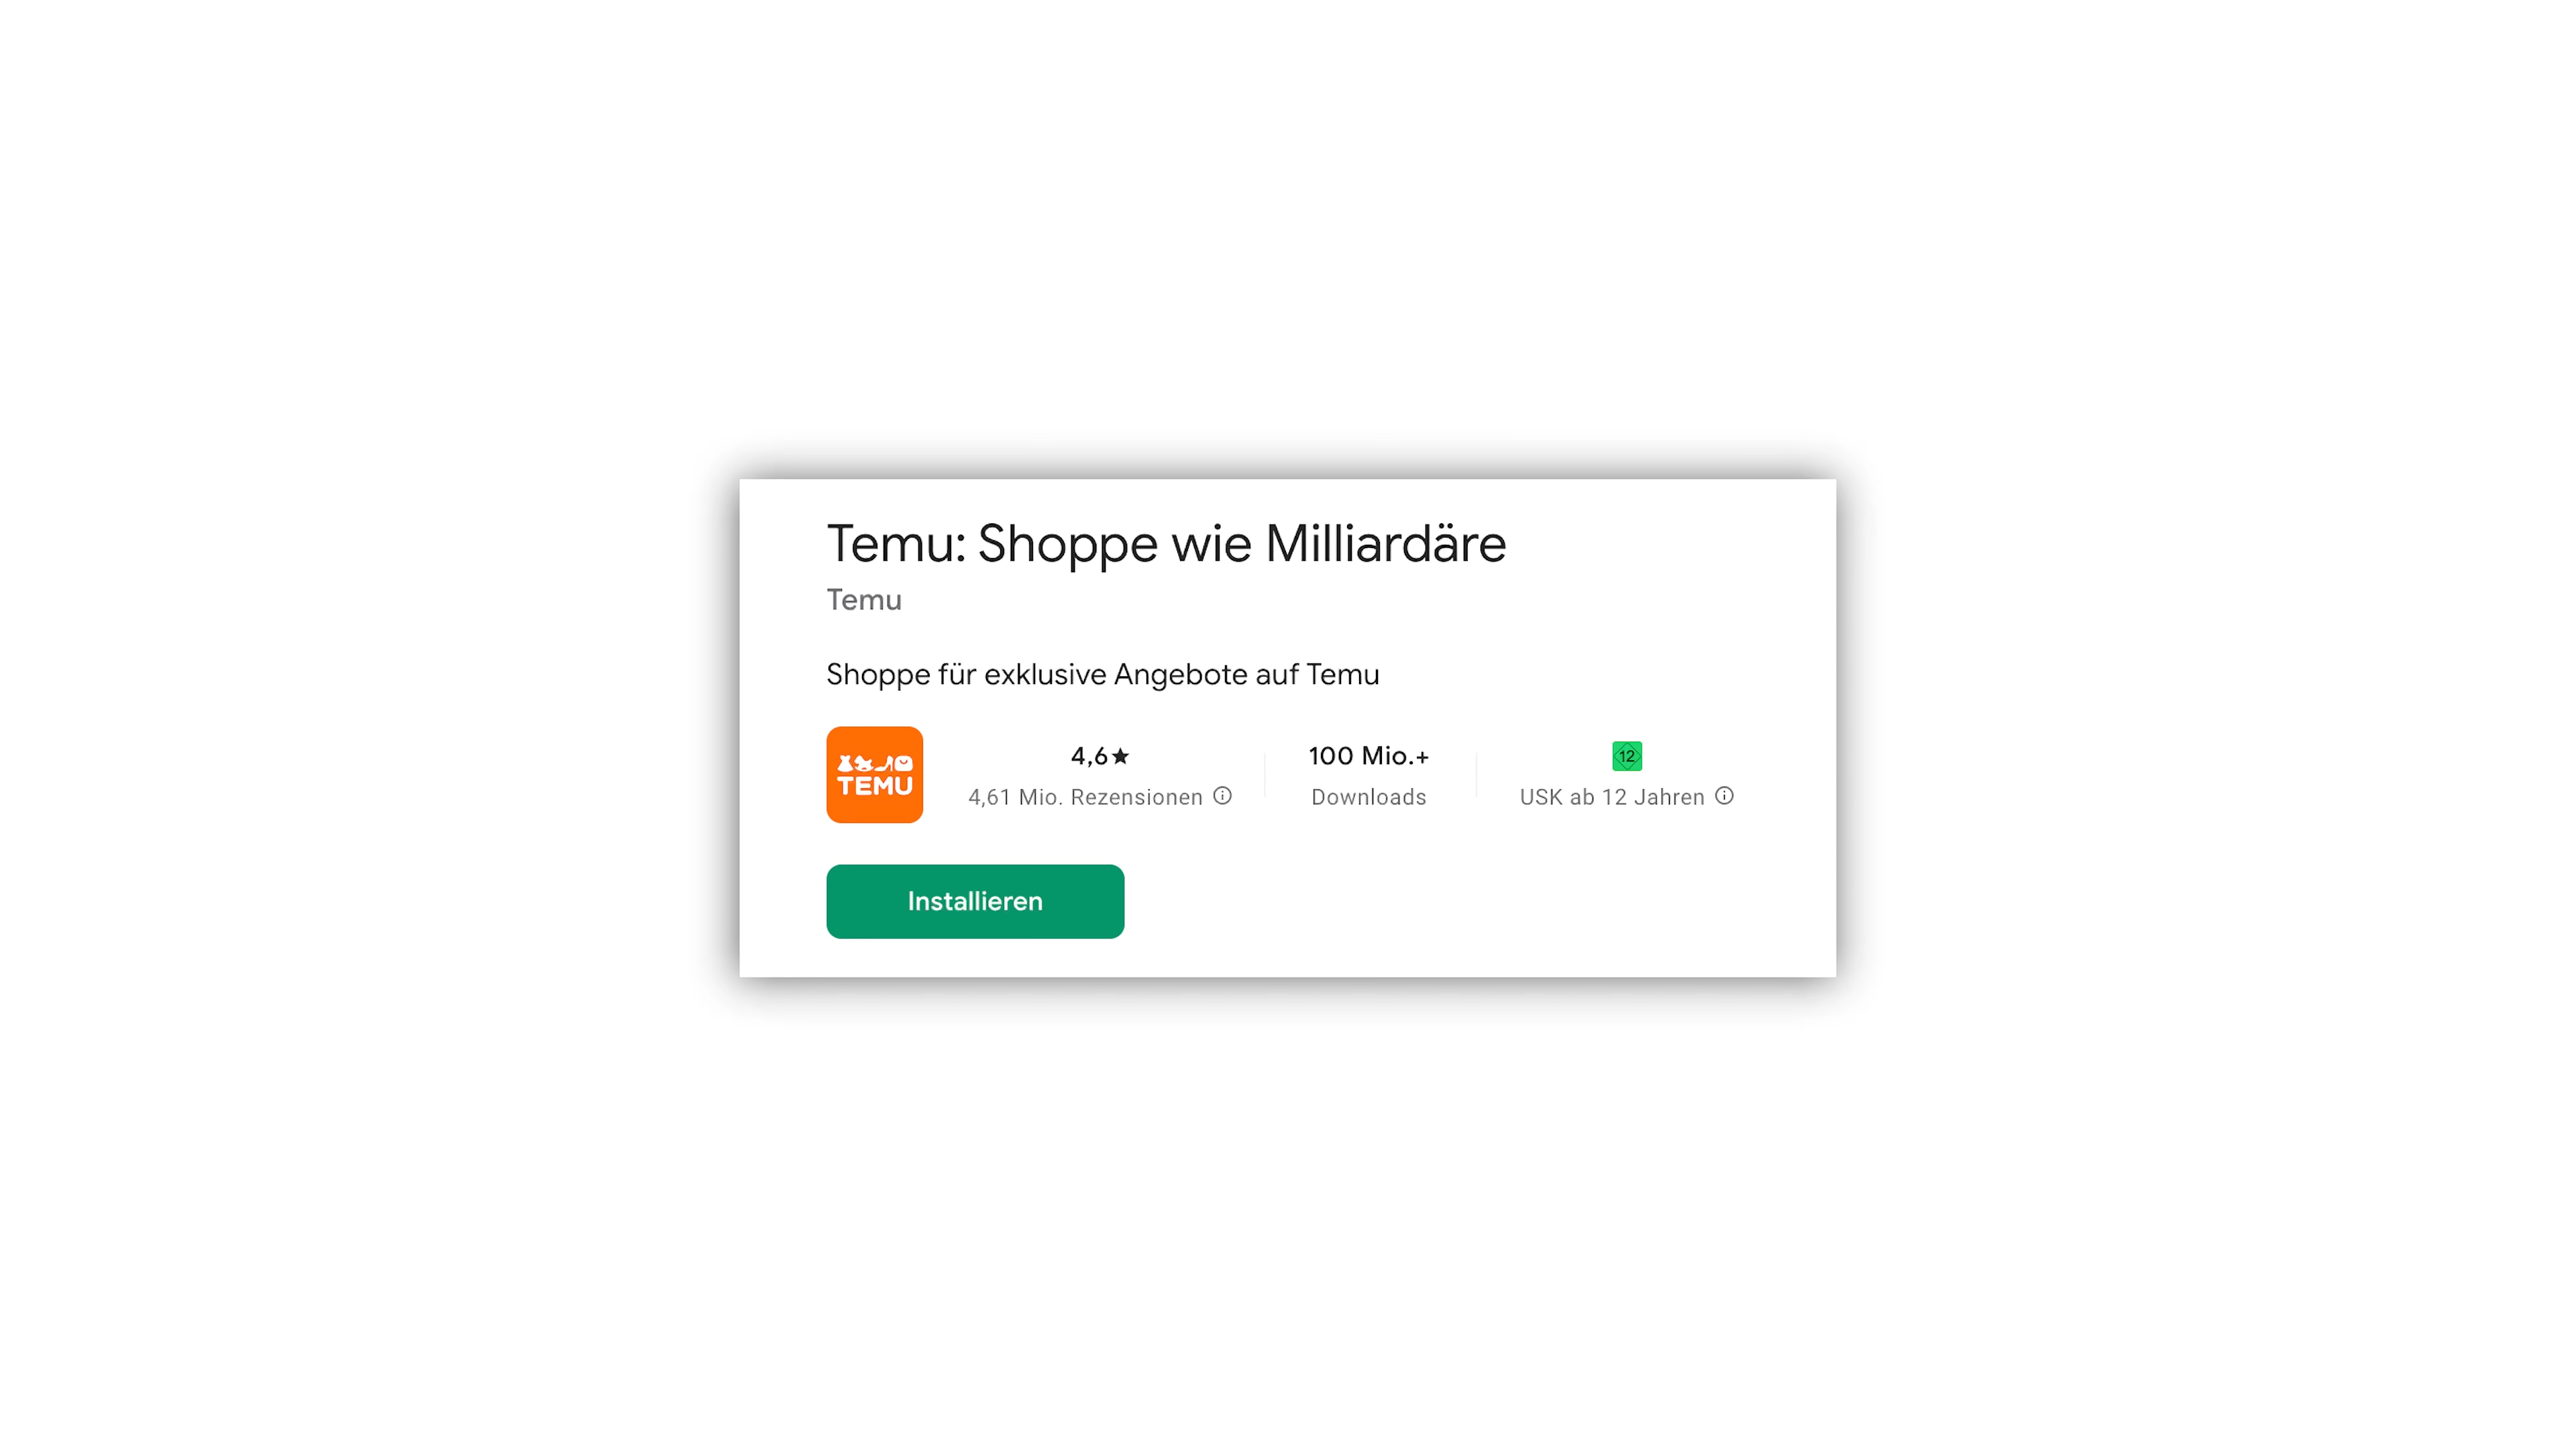 Temu: Shoppe wie Milliardäre
Temu
Shoppe für exklusive Angebote auf Temu
TEMU
4,6★
4,61 Mio. Rezensionen
100 Mio.+
Downloads
12
USK ab 12 Jahren
Installieren